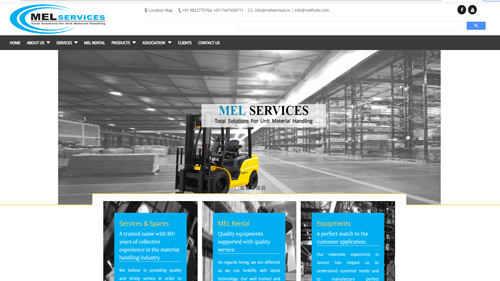 MEL SERVICES
Total Solutions For Unit Material Handling
Location Map +91 9822775766 +91-7447458711 info@melservices.in | info@melforks.com
HOME ABOUT US SERVICES MEL RENTAL PRODUCTS ASSOCIATION CLIENTS CONTACT US
MEL SERVICES
Total Solutions For Unit Material Handling
Services & Spares
A trusted name with 80+
years of collective
experience in the material
handling industry.
We believe in providing quality
and timely service in order to
MEL Rental
Quality equipments
supported with quality
service.
As regards hiring, we are different
as we use forklifts with latest
technology. Our well trained and
Equipments
A perfect match to the
customer application.
Our extensive experience in
service has helped us to
understand customer needs and
to manufacture perfect